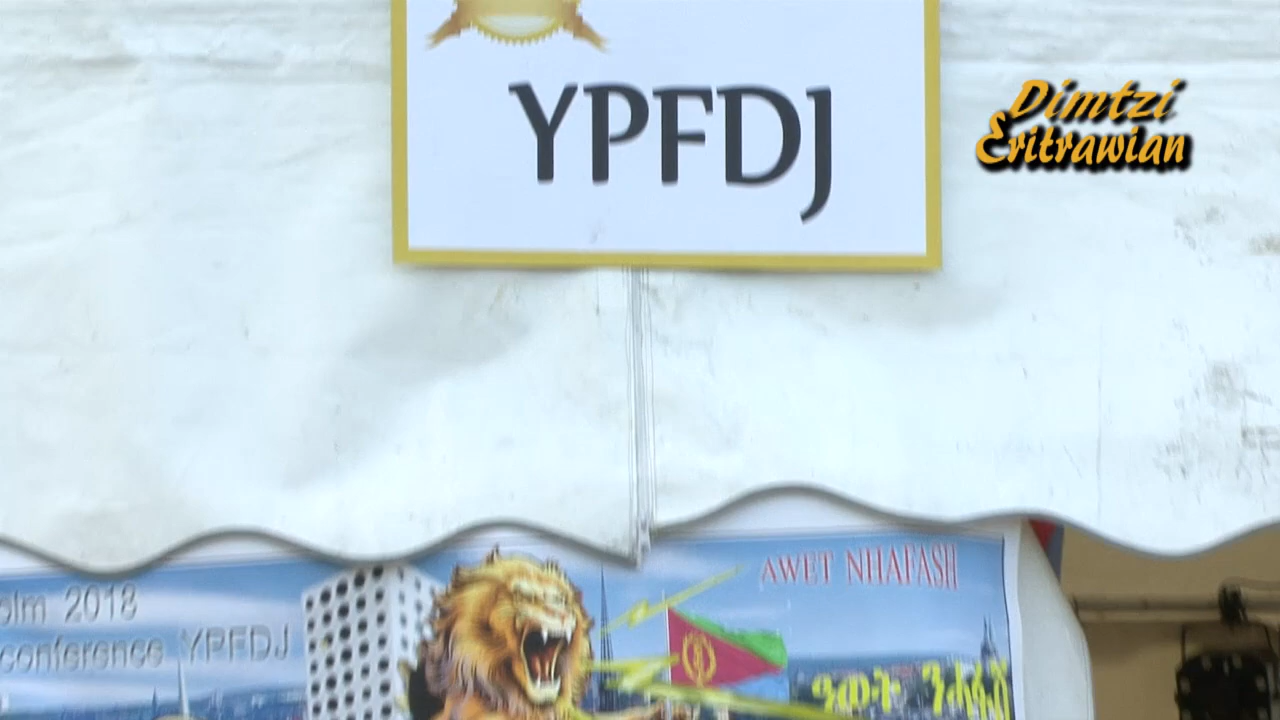 YPFDJ
Dimtzi
Eritrawian
AWET NHAFASH
olm 2018
conference YPFDJ
ዓወት ንሓፋሽ